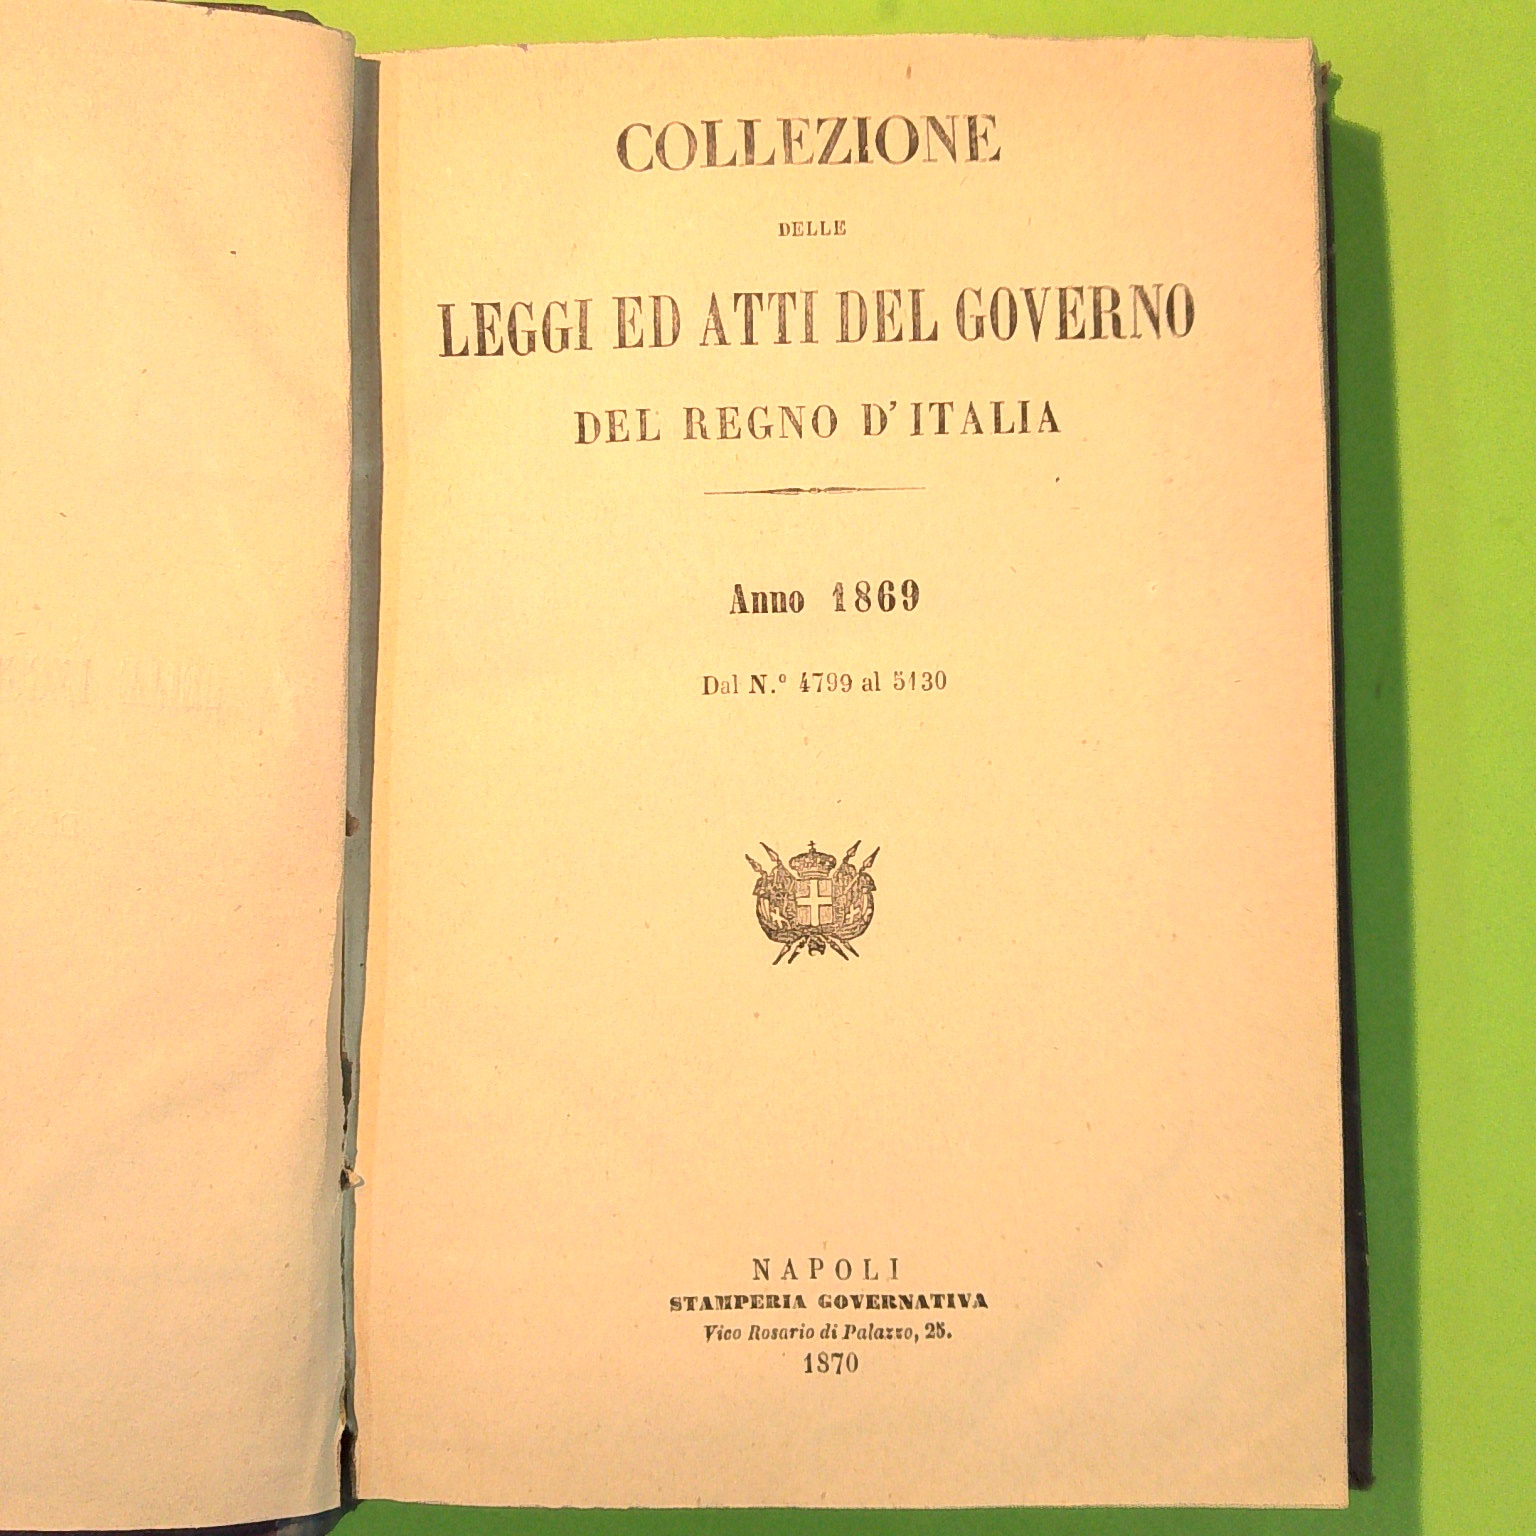 COLLEZIONE
DELLE
LEGGI ED ATTI DEL GOVERNO
DEL REGNO D'ITALIA
Anno 1869
Dal N.º 4799 al 5130
NAPOLI
STAMPERIA GOVERNATIVA
Vico Rosario di Palazzo, 25.
1870